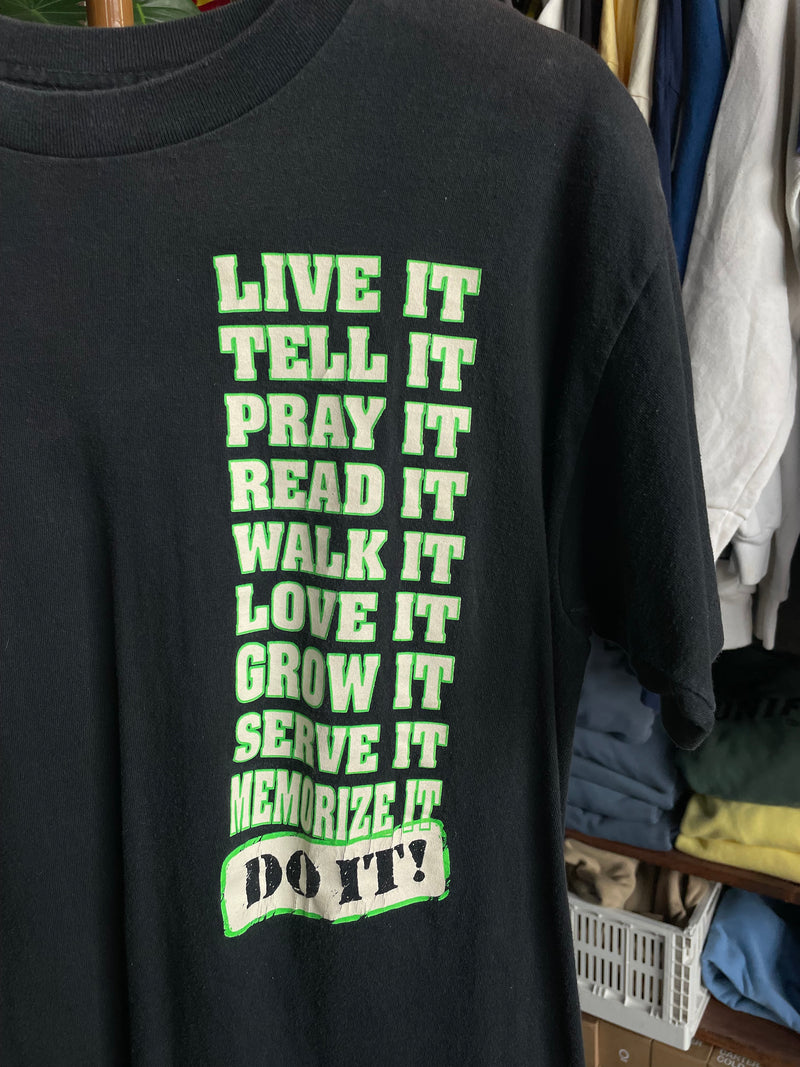 LIVE IT
TELL IT
PRAY IT
READ IT
WALK IT
LOVE IT
GROW IT
SERVE IT
MEMORIZE IT
DO IT!